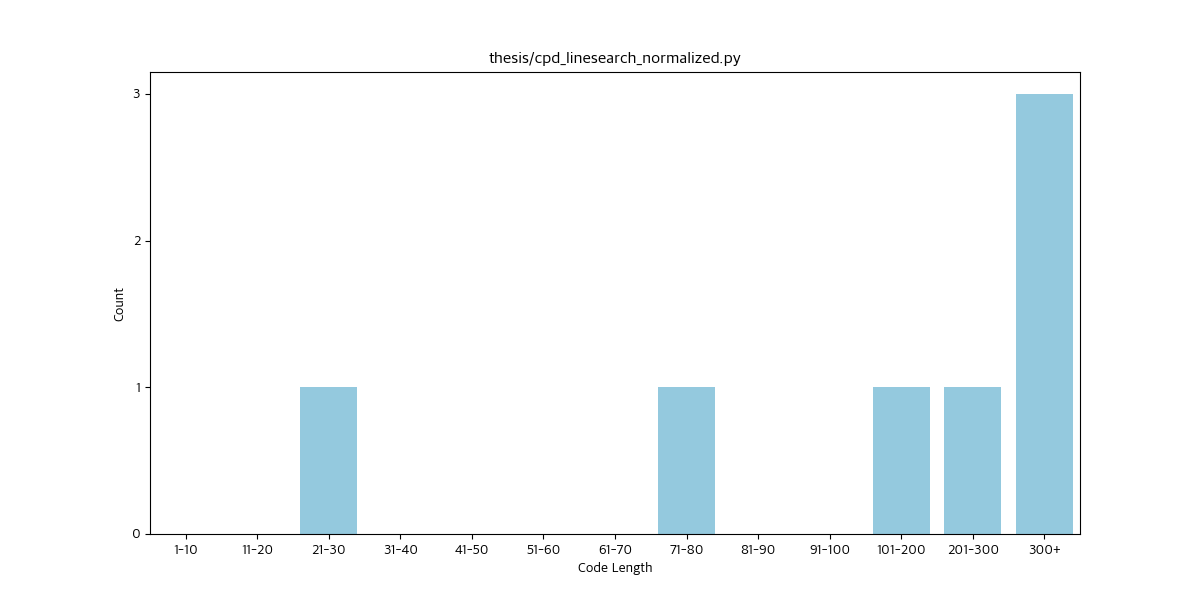 thesis/cpd_linesearch_normalized.py
3
2
1
0
Count
1-10 11-20 21-30 31-40 41-50 51-60 61-70 71-80 81-90 91-100 101-200 201-300 300+
Code Length